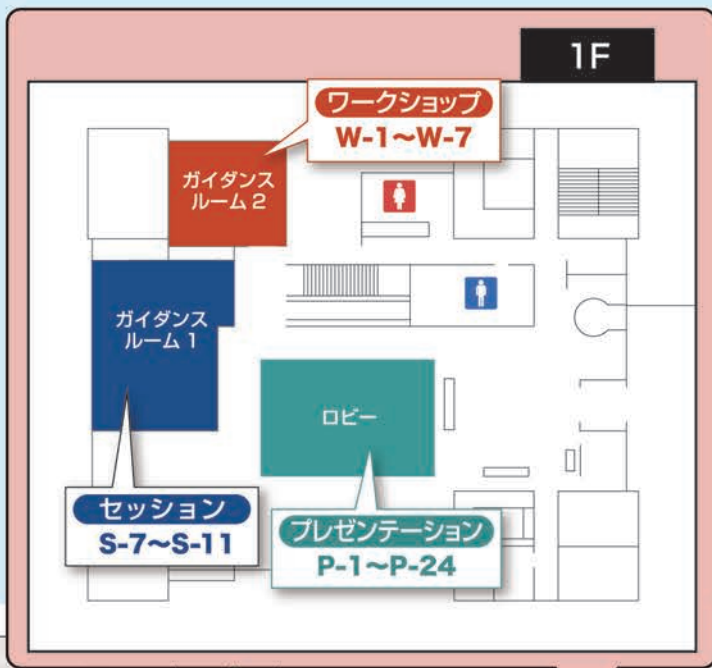 1F
ワークショップ
W-1〜W-7
ガイダンス
ルーム2
ガイダンス
ルーム1
ロビー
セッション
S-7〜S-11
プレゼンテーション
P-1〜P-24